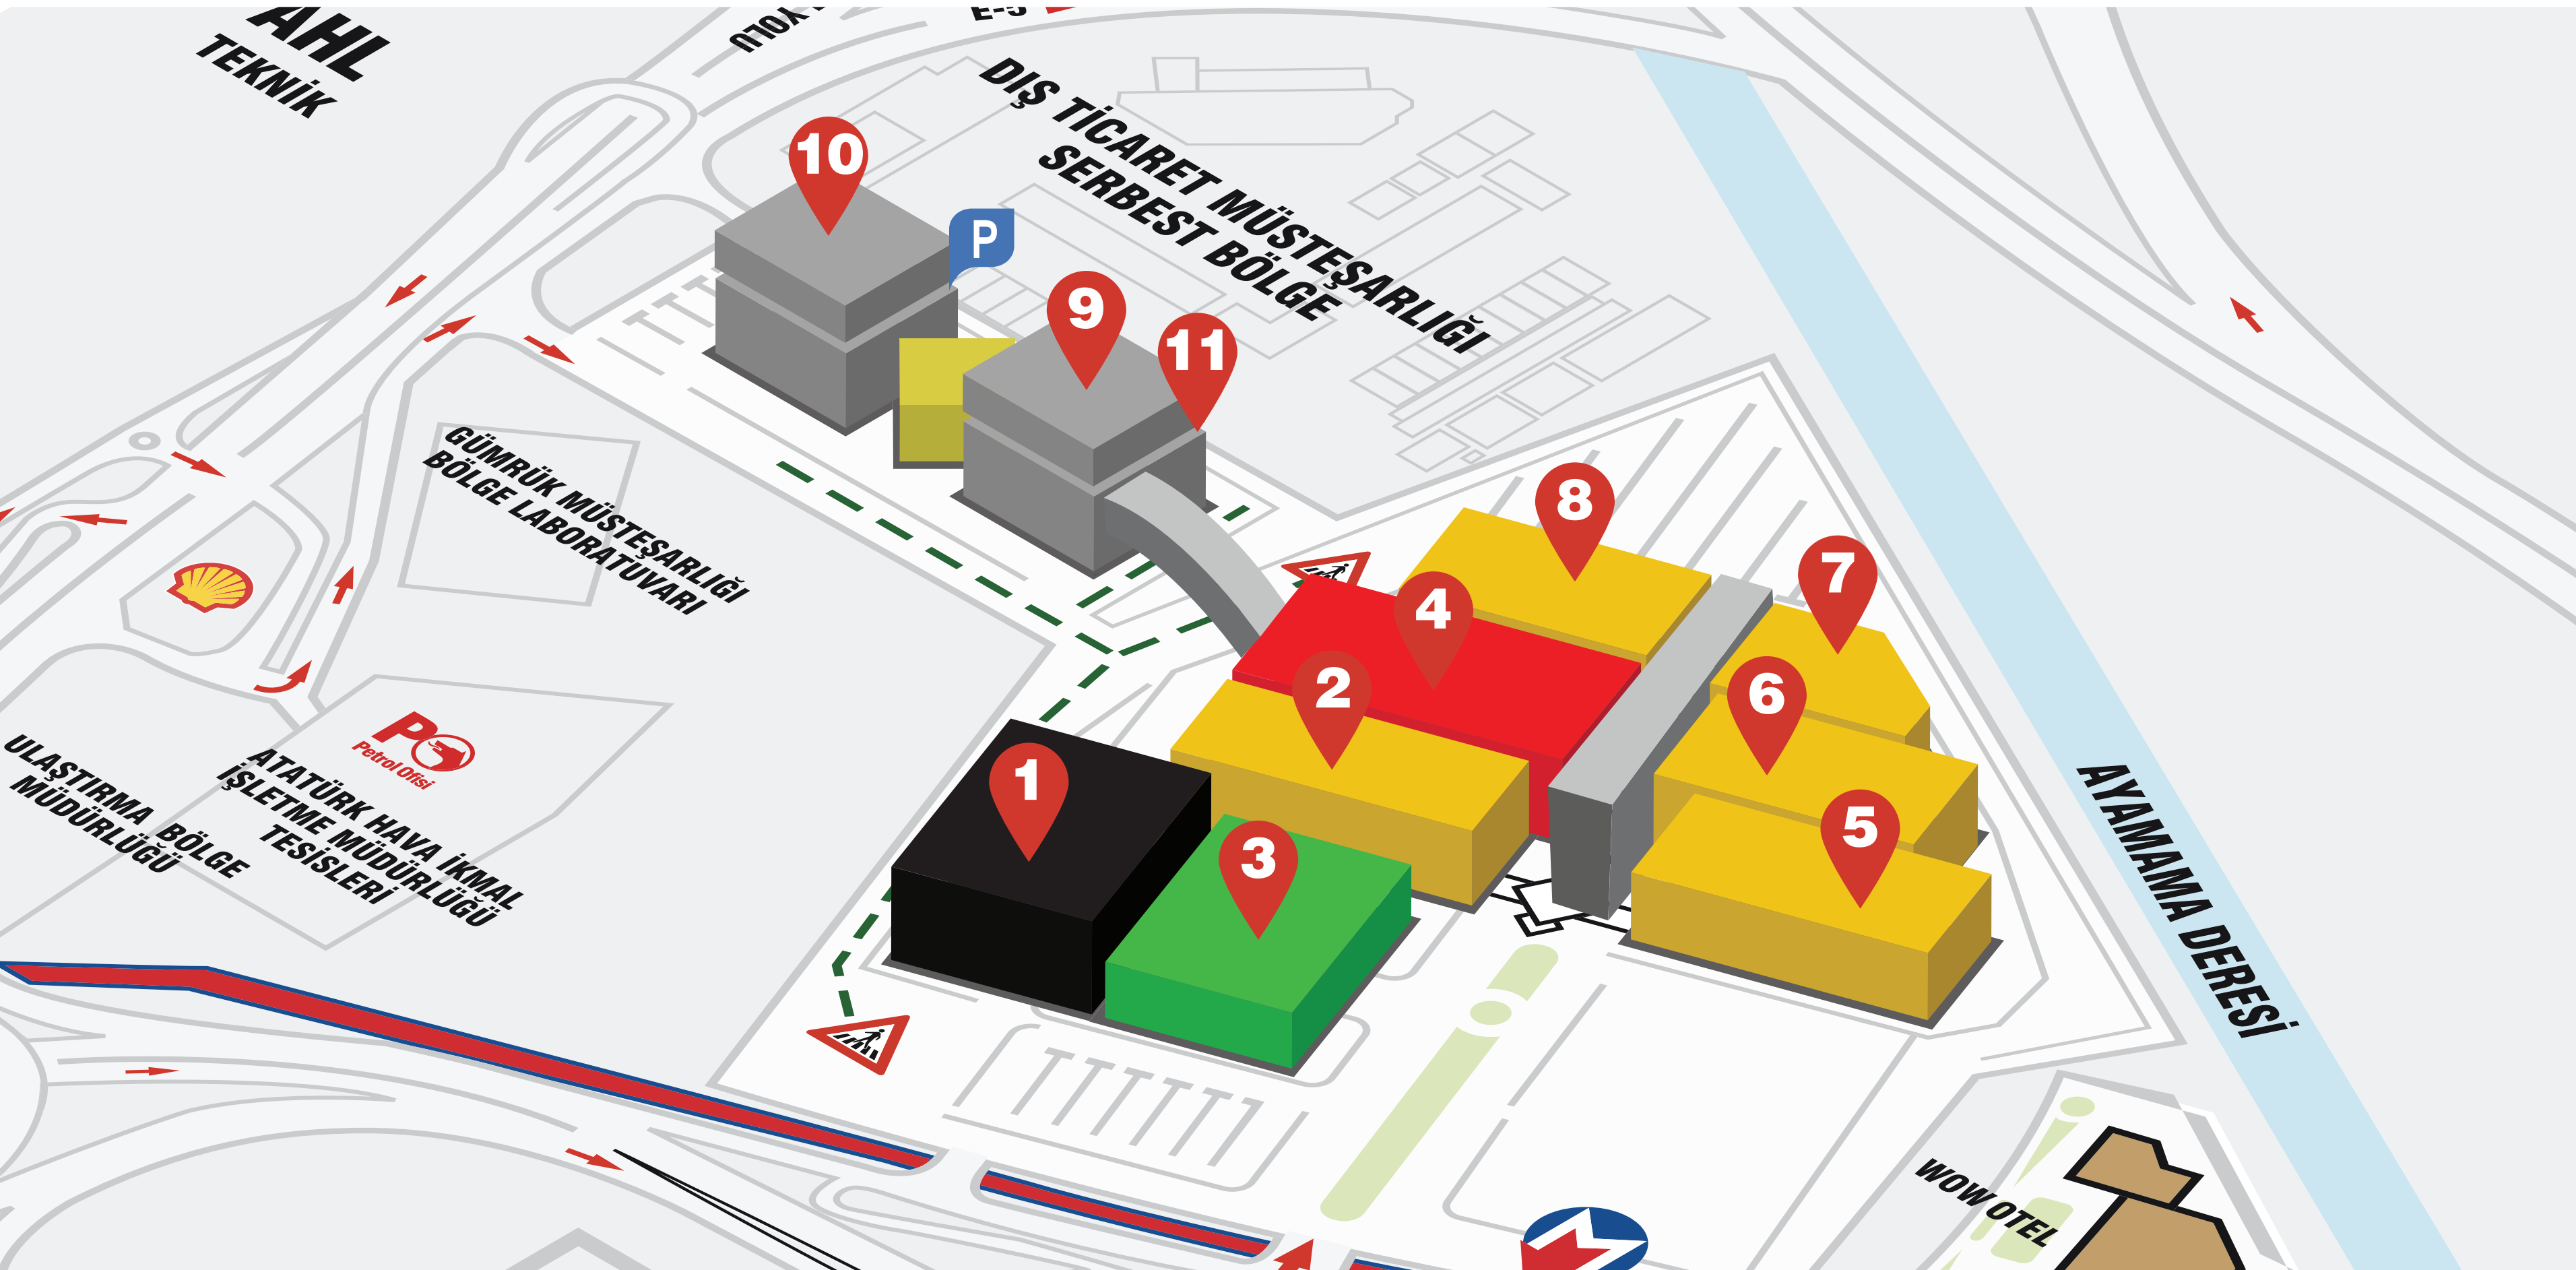 AHL
TEKNİK
E-5
DIŞ TİCARET MÜSTEŞARLIĞI
SERBEST BÖLGE
10
P
9
11
8
7
4
2
6
1
3
5
GÜMRÜK MÜSTEŞARLIĞI
BÖLGE LABORATUVARI
PO
Petrol Ofisi
ULAŞTIRMA BÖLGE
MÜDÜRLÜĞÜ
ATATÜRK HAVA İKMAL
İŞLETME MÜDÜRLÜĞÜ
TESİSLERİ
AYAMAMA DERESİ
WOW OTEL